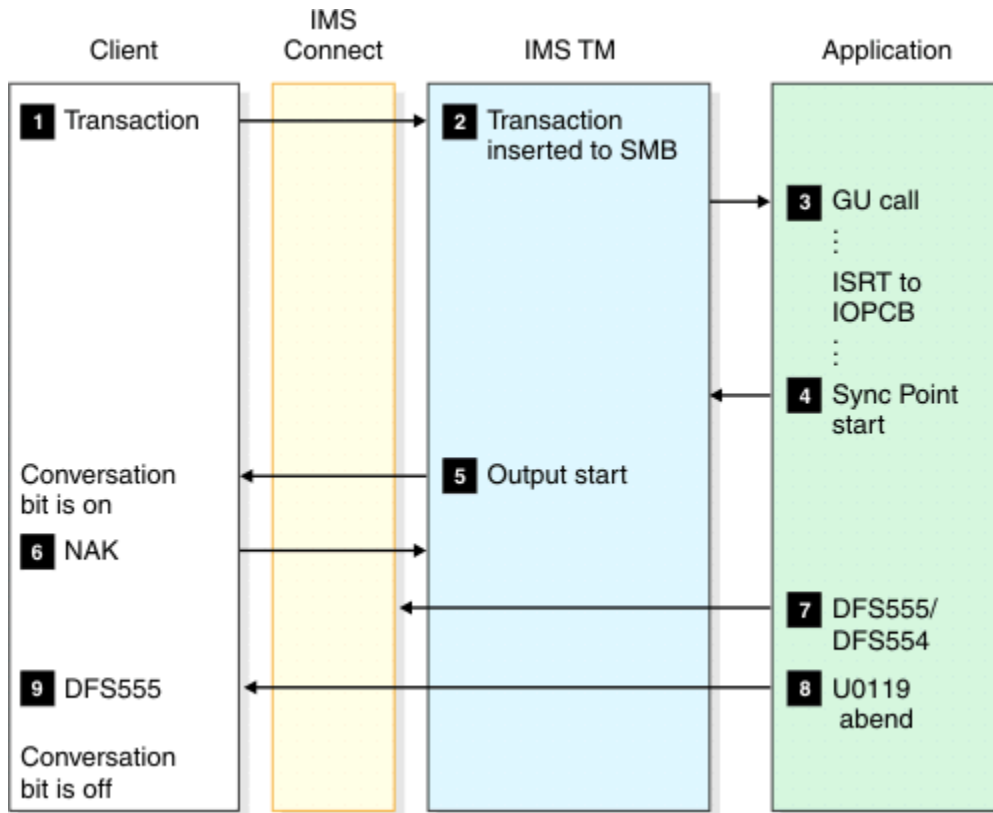 Client
IMS
Connect
IMS TM
Application
1 Transaction
2 Transaction
inserted to SMB
3 GU call
⋮
ISRT to
IOPCB
⋮
4 Sync Point
start
Conversation
bit is on
5 Output start
6 NAK
7 DFS555/
DFS554
9 DFS555
8 U0119
abend
Conversation
bit is off